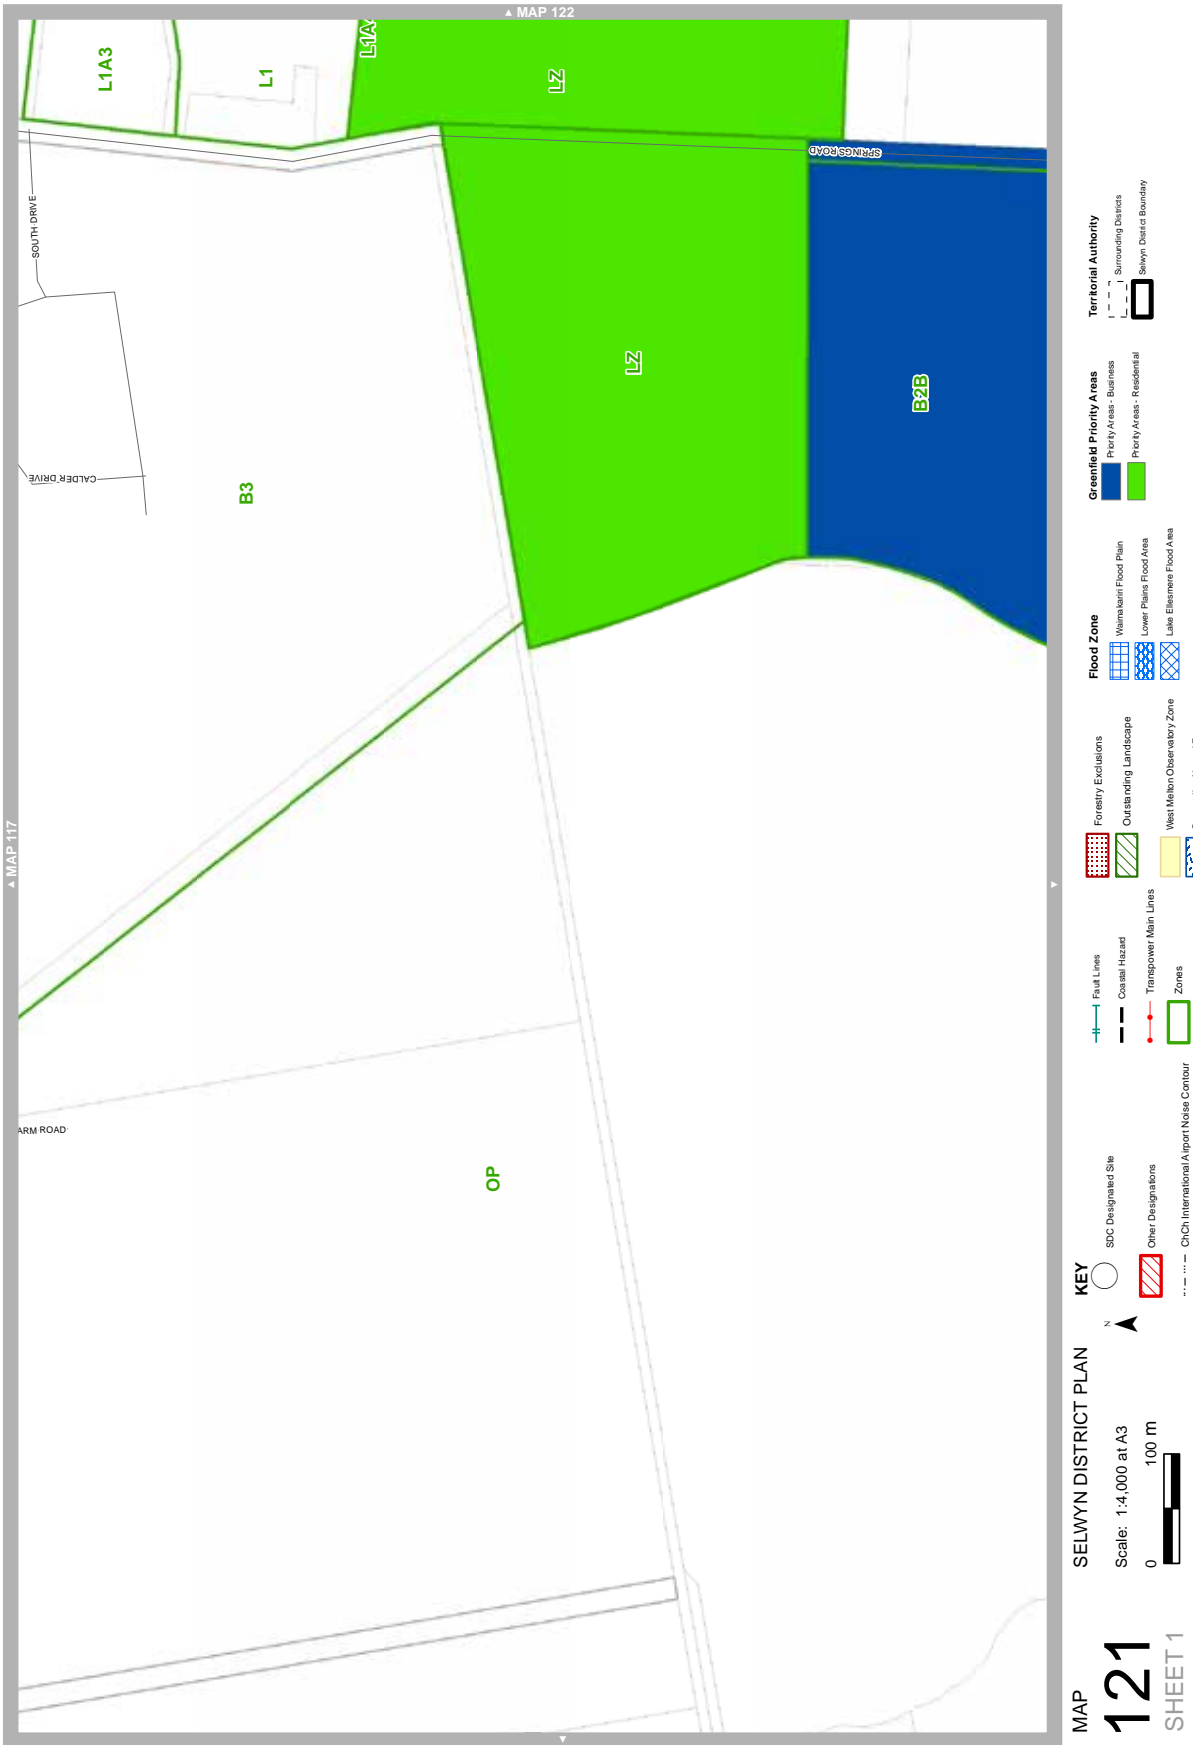 ▲ MAP 122
▲ MAP 117
L1A3
L1
L1A
LZ
SPRINGS ROAD
SOUTH DRIVE
CALDER DRIVE
B3
LZ
B2B
ARM ROAD
OP
MAP
121
SHEET 1
SELWYN DISTRICT PLAN
Scale: 1:4,000 at A3
0
100 m
N
KEY
SDC Designated Site
Other Designations
ChCh International Airport Noise Contour
Fault Lines
Coastal Hazard
Transpower Main Lines
Zones
Forestry Exclusions
Outstanding Landscape
West Melton Observatory Zone
Flood Zone
Waimakariri Flood Plain
Lower Plains Flood Area
Lake Ellesmere Flood Area
Greenfield Priority Areas
Priority Areas - Business
Priority Areas - Residential
Territorial Authority
Surrounding Districts
Selwyn District Boundary